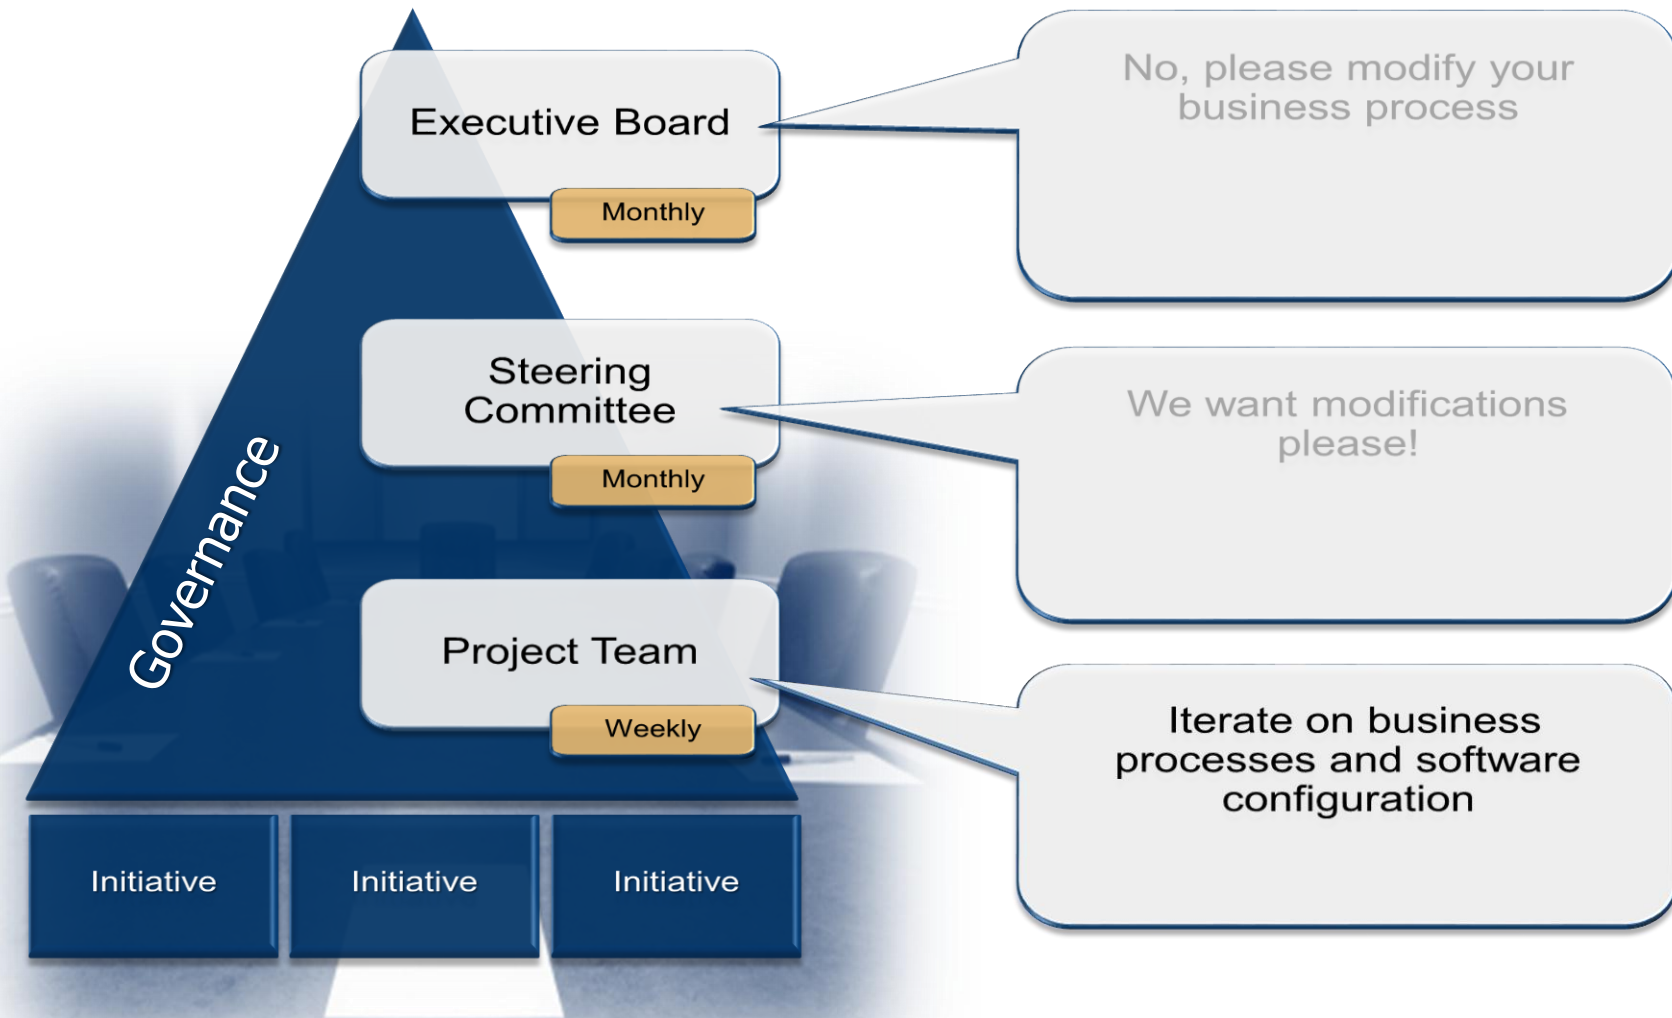 Executive Board
Monthly
No, please modify your
business process
Steering
Committee
Monthly
We want modifications
please!
Governance
Project Team
Weekly
Iterate on business
processes and software
configuration
Initiative
Initiative
Initiative